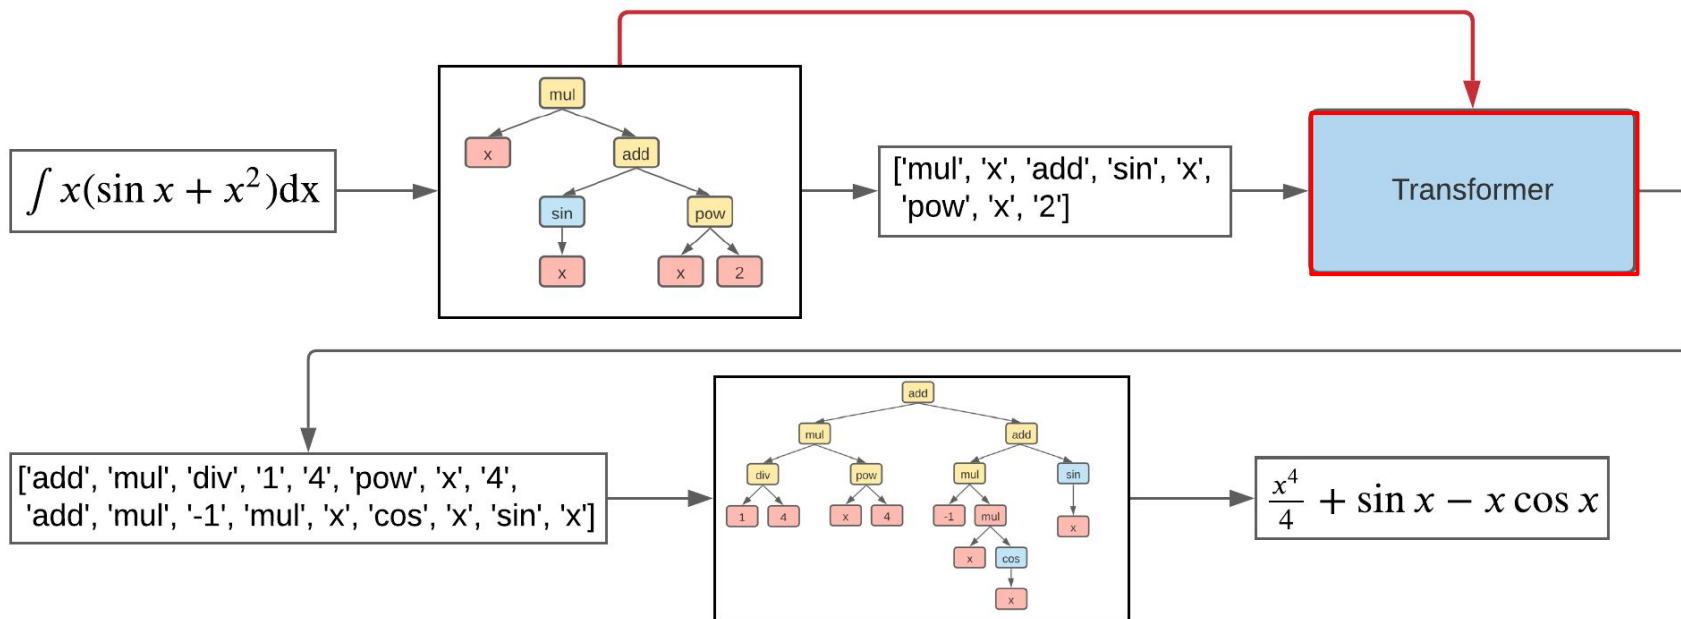 ∫ x(sin x + x²)dx
mul
x
add
sin
pow
x
x
2
['mul', 'x', 'add', 'sin', 'x',
'pow', 'x', '2']
Transformer
['add', 'mul', 'div', '1', '4', 'pow', 'x', '4',
'add', 'mul', '-1', 'mul', 'x', 'cos', 'x', 'sin', 'x']
add
mul
add
div
pow
mul
sin
1
4
x
4
-1
mul
x
x
cos
x
x⁴/4 + sin x − x cos x